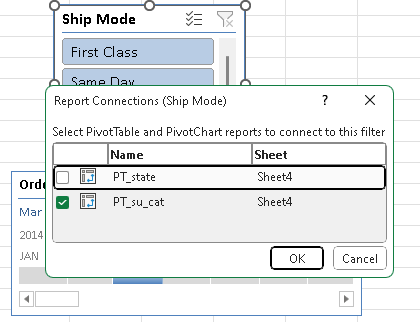 Ship Mode
First Class
Same Day
Report Connections (Ship Mode) ?
Select PivotTable and PivotChart reports to connect to this filter
Name Sheet
PT_state Sheet4
PT_su_cat Sheet4
OK Cancel
Orde
Mar
2014
JAN